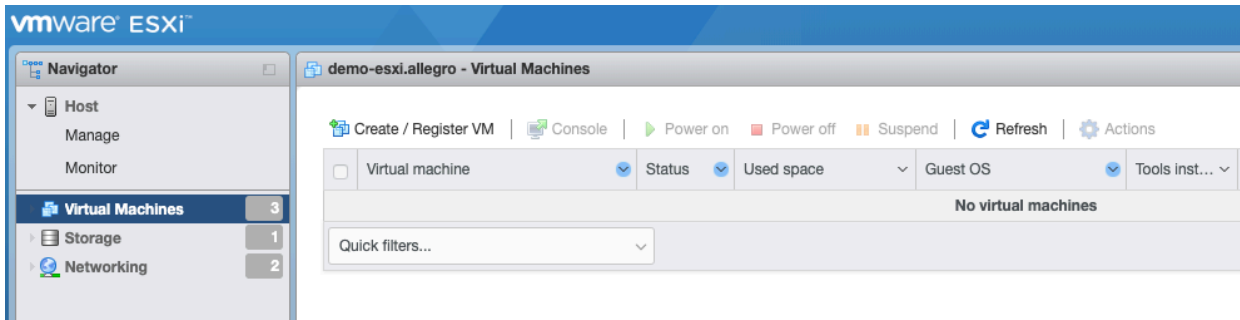 vmware® ESXi™
Navigator
demo-esxi.allegro - Virtual Machines
Host
Manage
Monitor
Virtual Machines 3
Storage 1
Networking 2
Create / Register VM | Console | Power on Power off Suspend | Refresh | Actions
Virtual machine Status Used space Guest OS Tools inst...
No virtual machines
Quick filters...